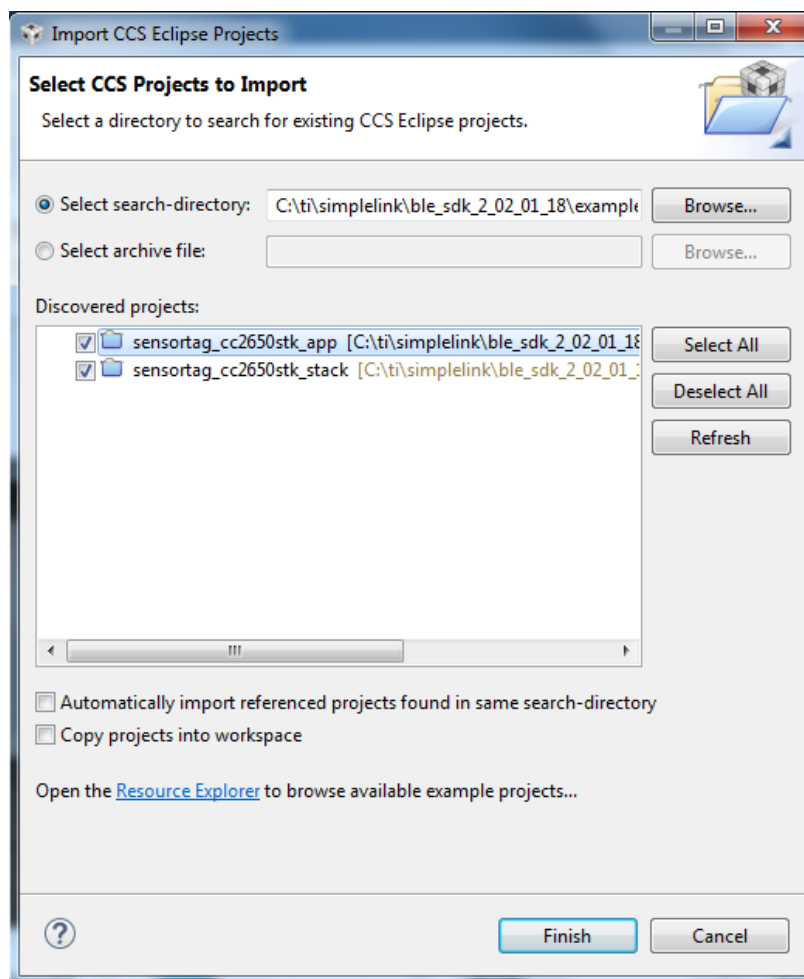 Import CCS Eclipse Projects
Select CCS Projects to Import
Select a directory to search for existing CCS Eclipse projects.
Select search-directory: C:\ti\simplelink\ble_sdk_2_02_01_18\example Browse...
Select archive file: Browse...
Discovered projects:
sensortag_cc2650stk_app [C:\ti\simplelink\ble_sdk_2_02_01_18 Select All
sensortag_cc2650stk_stack [C:\ti\simplelink\ble_sdk_2_02_01_
Deselect All
Refresh
Automatically import referenced projects found in same search-directory
Copy projects into workspace
Open the Resource Explorer to browse available example projects...
? Finish Cancel